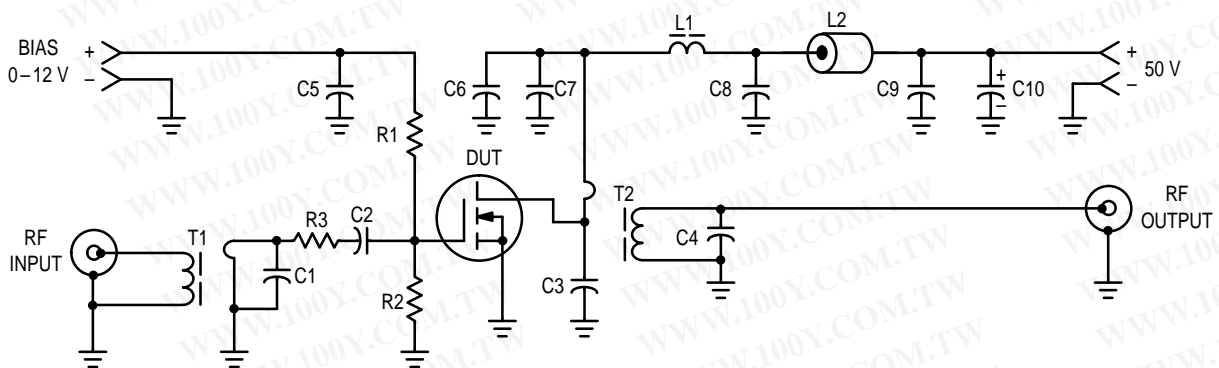 L1
L2
BIAS
0–12 V
+
–
C5
C6
C7
C8
C9
+
C10
–
+
–
50 V
R1
DUT
T2
RF
OUTPUT
RF
INPUT
T1
R3
C2
C1
R2
C3
C4
WWW.100Y.COM.TW